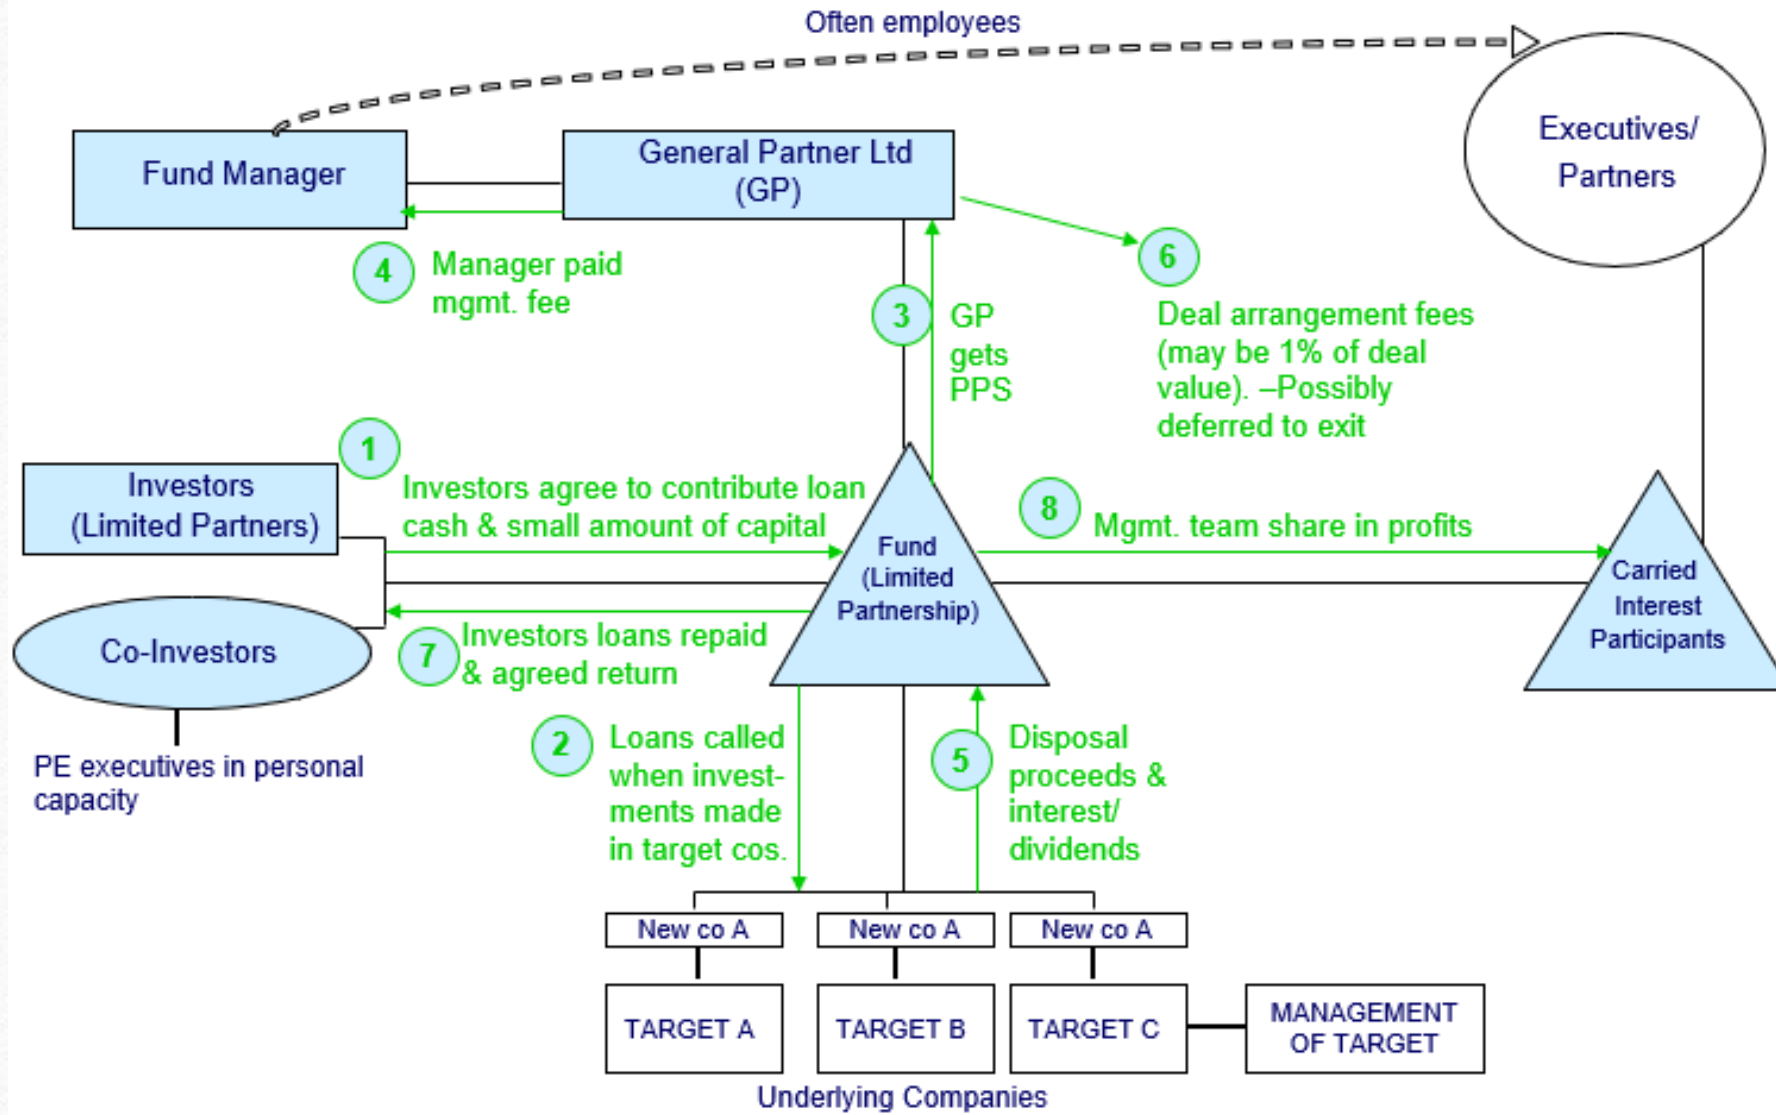 Often employees
Fund Manager
General Partner Ltd
(GP)
Executives/
Partners
4
Manager paid
mgmt. fee
3
GP
gets
PPS
6
Deal arrangement fees
(may be 1% of deal
value). –Possibly
deferred to exit
1
Investors
(Limited Partners)
Investors agree to contribute loan
cash & small amount of capital
8
Mgmt. team share in profits
Fund
(Limited
Partnership)
Carried
Interest
Participants
Co-Investors
7
Investors loans repaid
& agreed return
PE executives in personal
capacity
2
Loans called
when invest-
ments made
in target cos.
5
Disposal
proceeds &
interest/
dividends
New co A
New co A
New co A
TARGET A
TARGET B
TARGET C
MANAGEMENT
OF TARGET
Underlying Companies